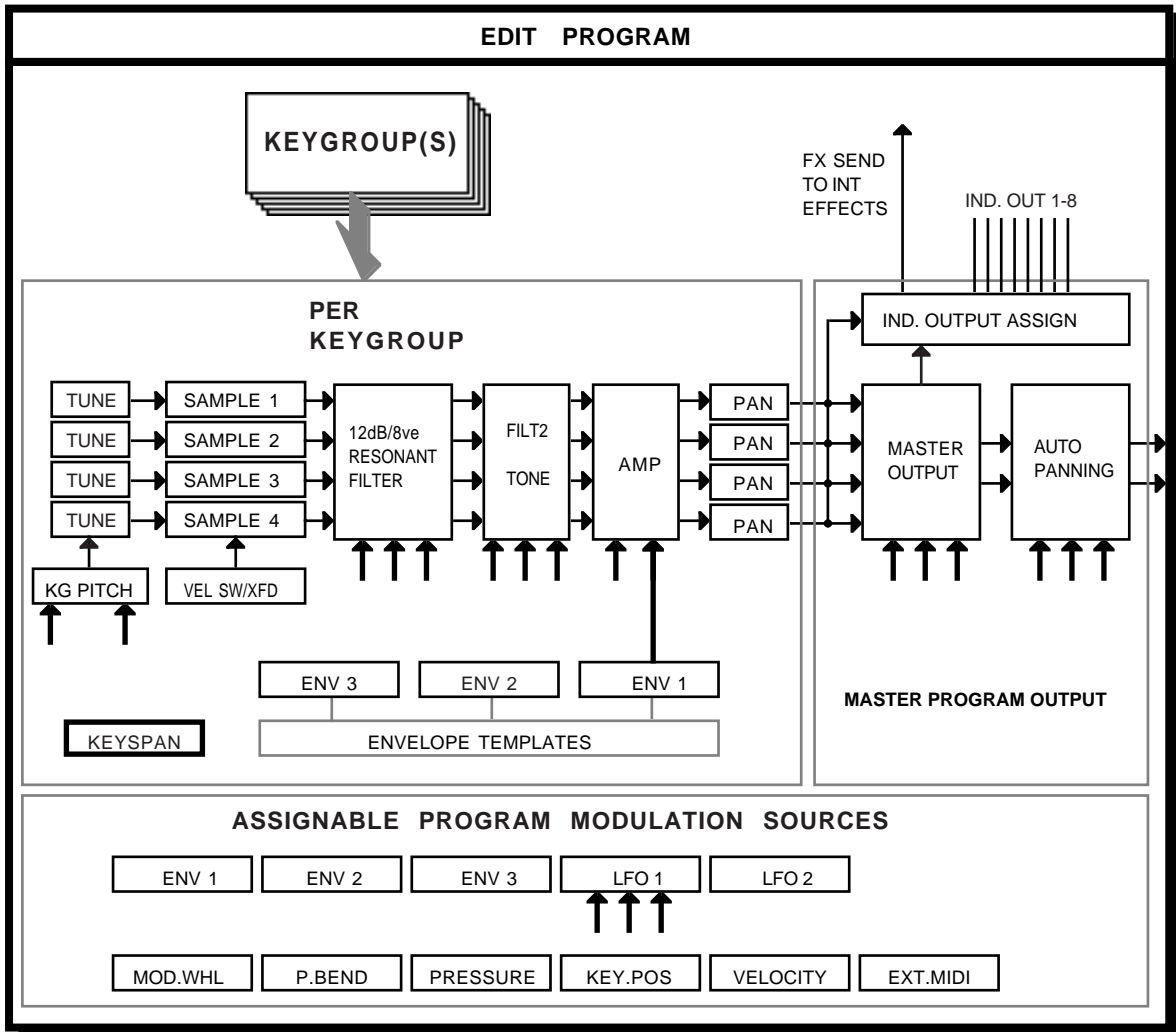 EDIT PROGRAM
KEYGROUP(S)
FX SEND
TO INT
EFFECTS
IND. OUT 1-8
PER
KEYGROUP
IND. OUTPUT ASSIGN
TUNE
SAMPLE 1
TUNE
SAMPLE 2
TUNE
SAMPLE 3
TUNE
SAMPLE 4
12dB/8ve
RESONANT
FILTER
FILT2
TONE
AMP
PAN
PAN
PAN
PAN
MASTER
OUTPUT
AUTO
PANNING
KG PITCH
VEL SW/XFD
ENV 3
ENV 2
ENV 1
MASTER PROGRAM OUTPUT
KEYSPAN
ENVELOPE TEMPLATES
ASSIGNABLE PROGRAM MODULATION SOURCES
ENV 1
ENV 2
ENV 3
LFO 1
LFO 2
MOD.WHL
P.BEND
PRESSURE
KEY.POS
VELOCITY
EXT.MIDI